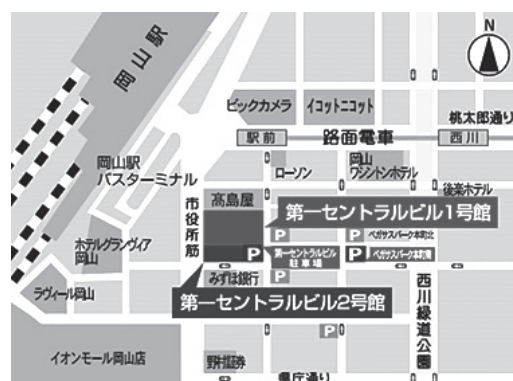 N
岡山駅
ビックカメラ
イコットニコット
桃太郎通り
駅前
路面電車
西川
岡山駅
バスターミナル
ローソン
岡山
ワシントンホテル
後楽ホテル
市役所筋
髙島屋
第一セントラルビル1号館
P
ペガサスパーク本町北
ホテルグランヴィア
岡山
P
第一セントラルビル
駐車場
P
ペガサスパーク本町南
みずほ銀行
P
ラヴィール岡山
第一セントラルビル2号館
西川緑道公園
P
イオンモール岡山店
野村証券
県庁通り